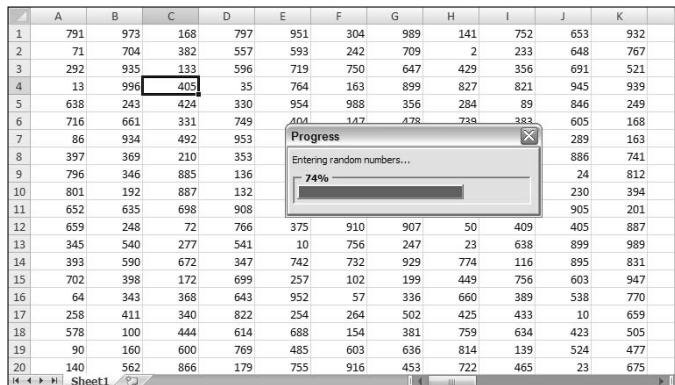 A B C D E F G H I J K
1 791 973 168 797 951 304 989 141 752 653 932
2 71 704 382 557 593 242 709 2 233 648 767
3 292 935 133 596 719 750 647 429 356 691 521
4 13 996 405 35 764 163 899 827 821 945 939
5 638 243 424 330 954 988 356 284 89 846 249
6 716 661 331 749 404 147 478 739 383 605 168
7 86 934 492 953 Progress 289 163
8 397 369 210 353 Entering random numbers... 886 741
9 796 346 885 136 74% 24 812
10 801 192 887 132 230 394
11 652 635 698 908 905 201
12 659 248 72 766 375 910 907 50 409 405 887
13 345 540 277 541 10 756 247 23 638 899 989
14 393 590 672 347 742 732 929 774 116 895 831
15 702 398 172 699 257 102 199 449 756 603 947
16 64 343 368 643 952 57 336 660 389 538 770
17 258 411 340 822 254 264 502 425 433 10 659
18 578 100 444 614 688 154 381 759 634 423 505
19 90 160 600 769 485 603 636 814 139 524 477
20 140 562 866 179 755 916 453 722 465 23 675
Sheet1